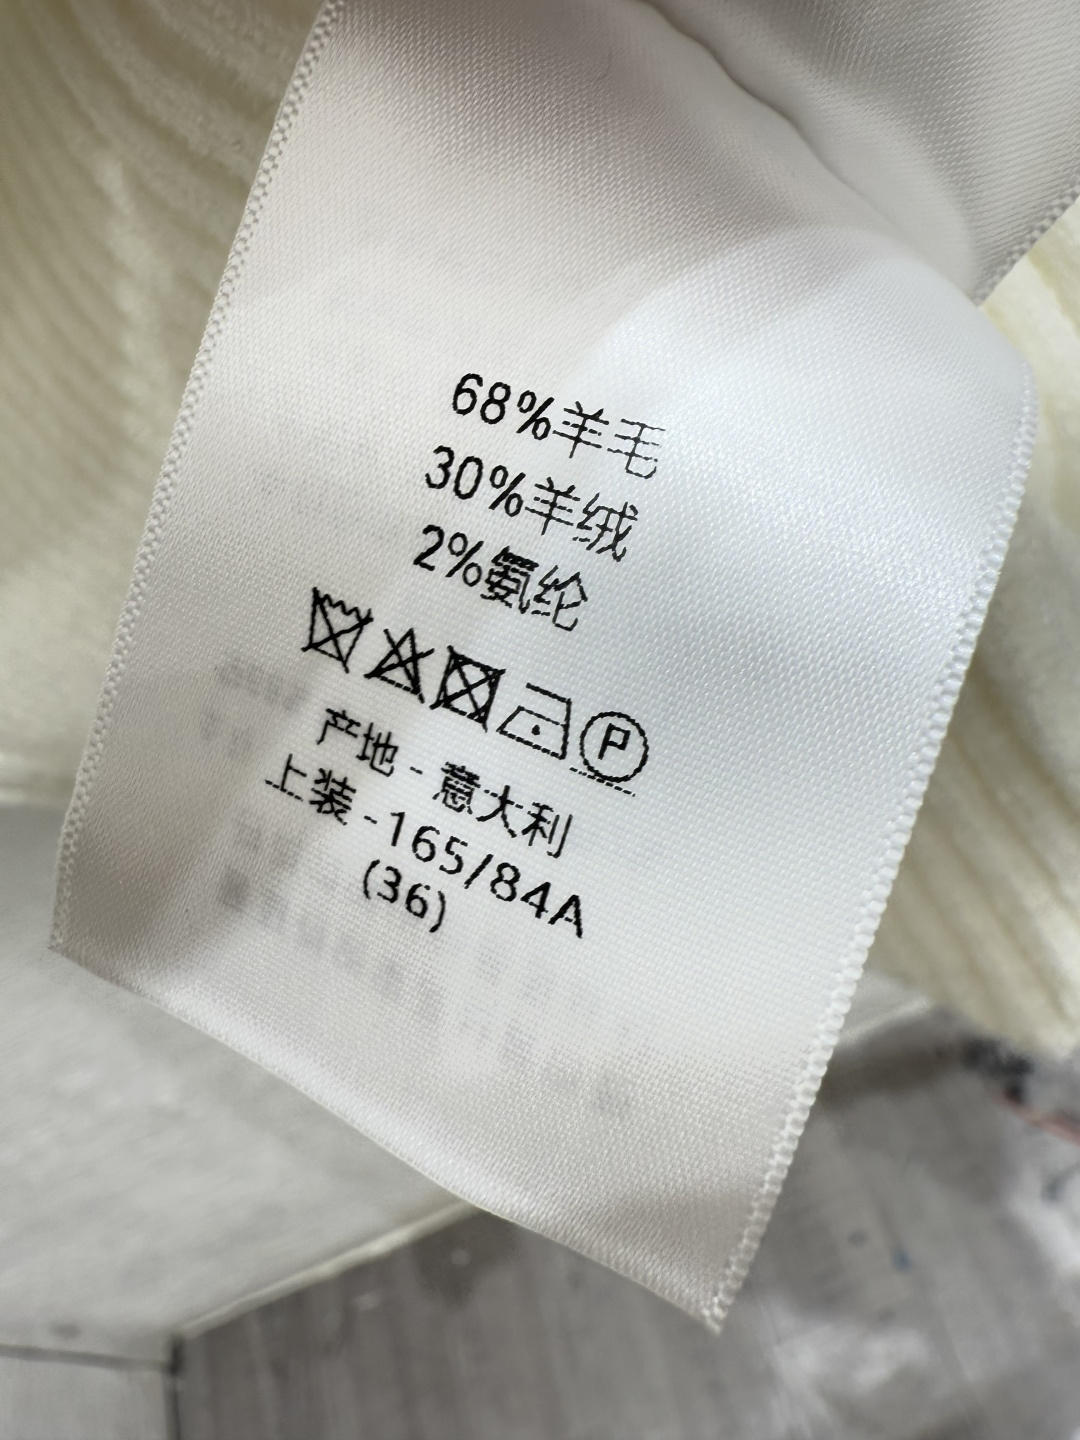 68%羊毛
30%羊绒
2%氨纶
P
产地 - 意大利
上装 -165/84A
(36)